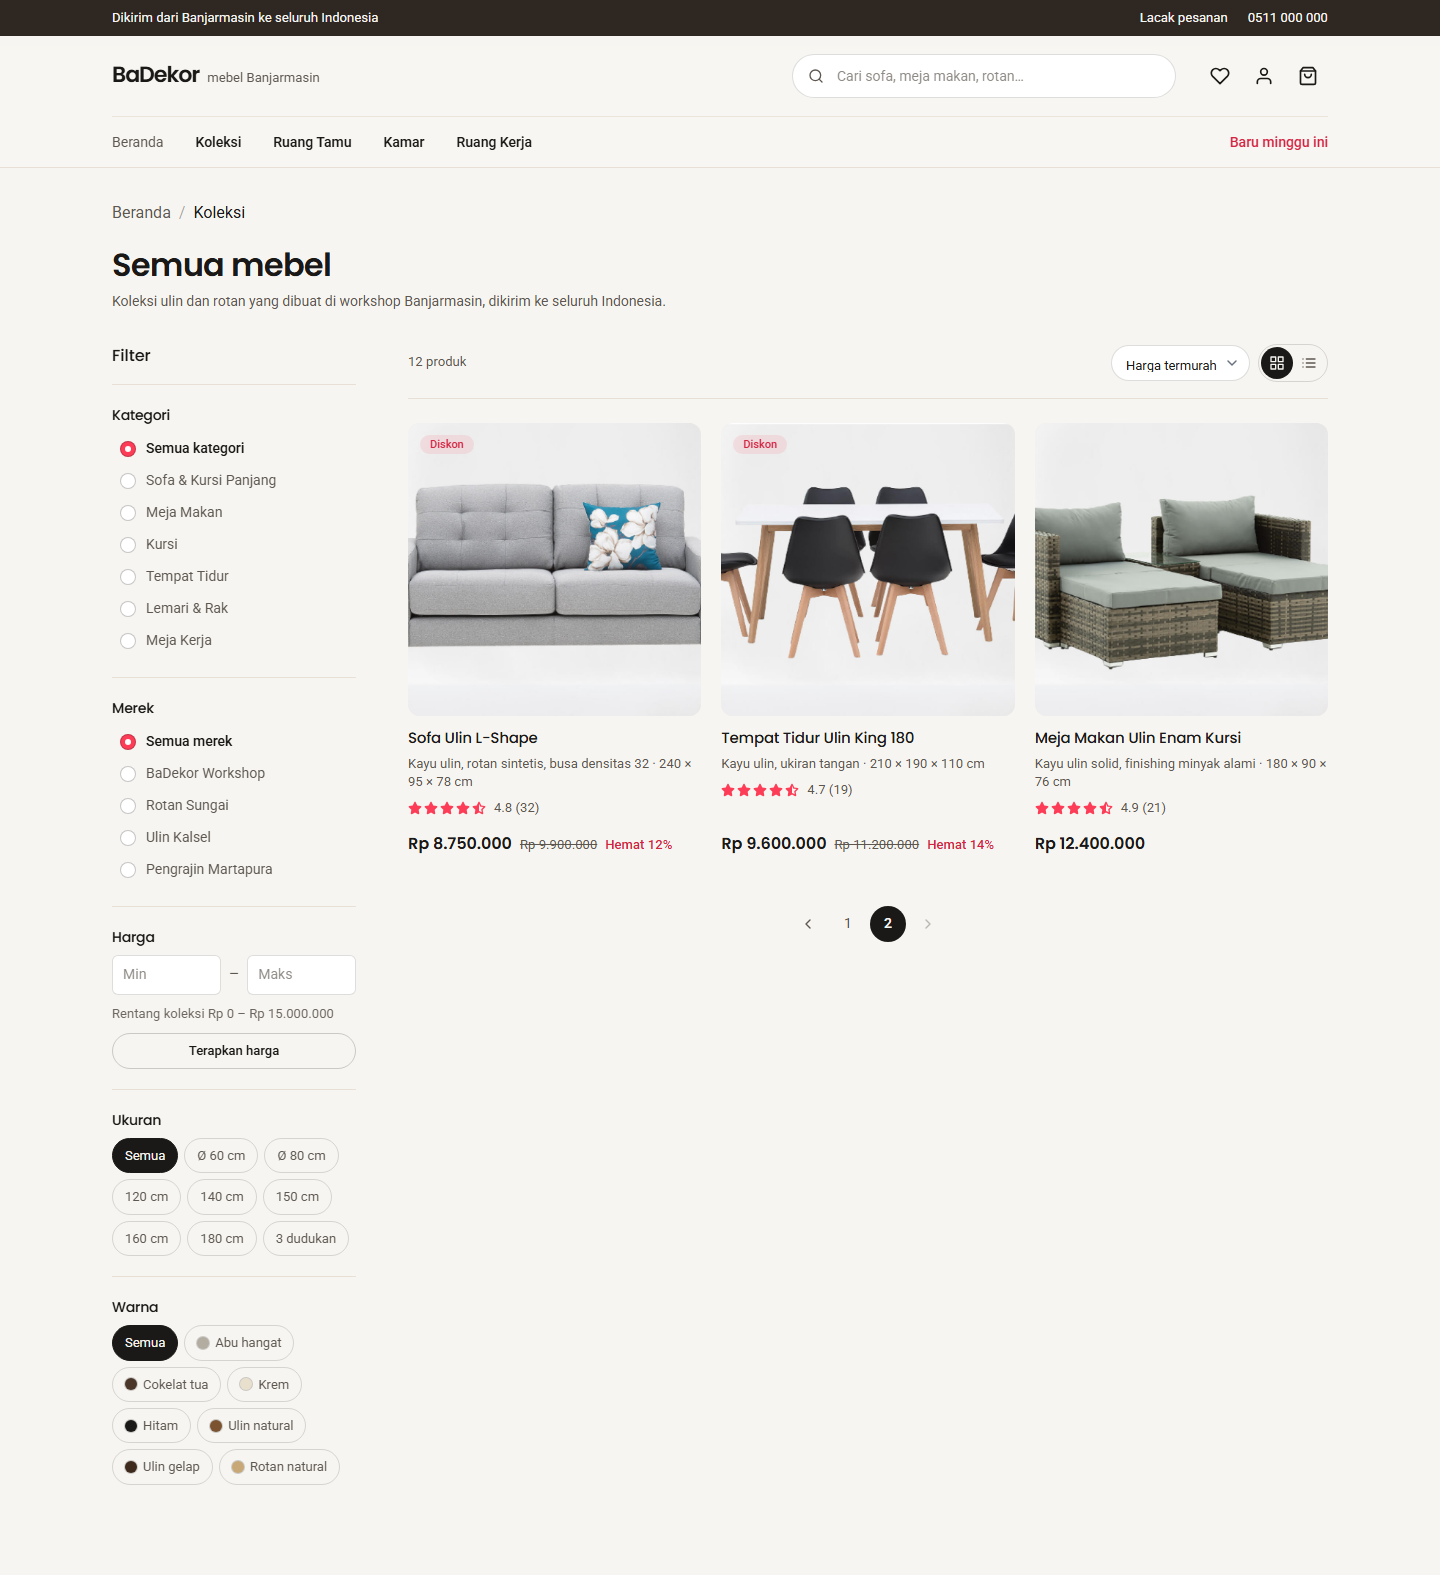 Dikirim dari Banjarmasin ke seluruh Indonesia
Lacak pesanan
0511 000 000
BaDekor mebel Banjarmasin
Cari sofa, meja makan, rotan...
Beranda
Koleksi
Ruang Tamu
Kamar
Ruang Kerja
Baru minggu ini
Beranda / Koleksi
Semua mebel
Koleksi ulin dan rotan yang dibuat di workshop Banjarmasin, dikirim ke seluruh Indonesia.
Filter
Kategori
Semua kategori
Sofa & Kursi Panjang
Meja Makan
Kursi
Tempat Tidur
Lemari & Rak
Meja Kerja
Merek
Semua merek
BaDekor Workshop
Rotan Sungai
Ulin Kalsel
Pengrajin Martapura
Harga
Min – Maks
Rentang koleksi Rp 0 – Rp 15.000.000
Terapkan harga
Ukuran
Semua
Ø 60 cm
Ø 80 cm
120 cm
140 cm
150 cm
160 cm
180 cm
3 dudukan
Warna
Semua
Abu hangat
Cokelat tua
Krem
Hitam
Ulin natural
Ulin gelap
Rotan natural
12 produk
Harga termurah
Diskon
Sofa Ulin L-Shape
Kayu ulin, rotan sintetis, busa densitas 32 · 240 ×
95 × 78 cm
4.8 (32)
Rp 8.750.000 Rp 9.900.000 Hemat 12%
Diskon
Tempat Tidur Ulin King 180
Kayu ulin, ukiran tangan · 210 × 190 × 110 cm
4.7 (19)
Rp 9.600.000 Rp 11.200.000 Hemat 14%
Meja Makan Ulin Enam Kursi
Kayu ulin solid, finishing minyak alami · 180 × 90 ×
76 cm
4.9 (21)
Rp 12.400.000
1
2